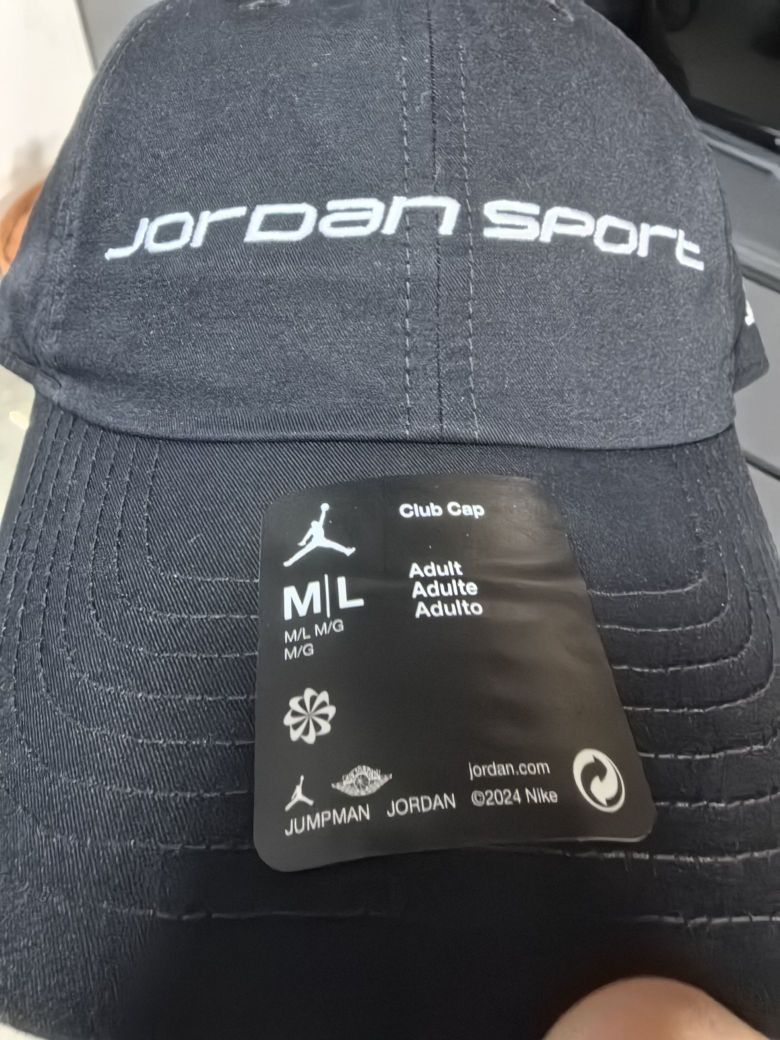 JORDAN SPORT
Club Cap
M|L
M/L M/G
M/G
Adult
Adulte
Adulto
jordan.com
JUMPMAN JORDAN ©2024 Nike